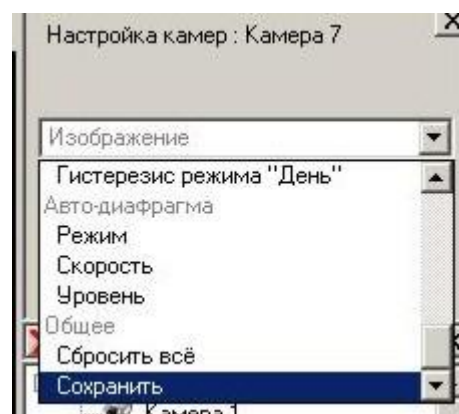 Настройка камер : Камера 7
Изображение
Гистерезис режима "День"
Авто-диафрагма
Режим
Скорость
Уровень
Общее
Сбросить всё
Сохранить
Камера 1